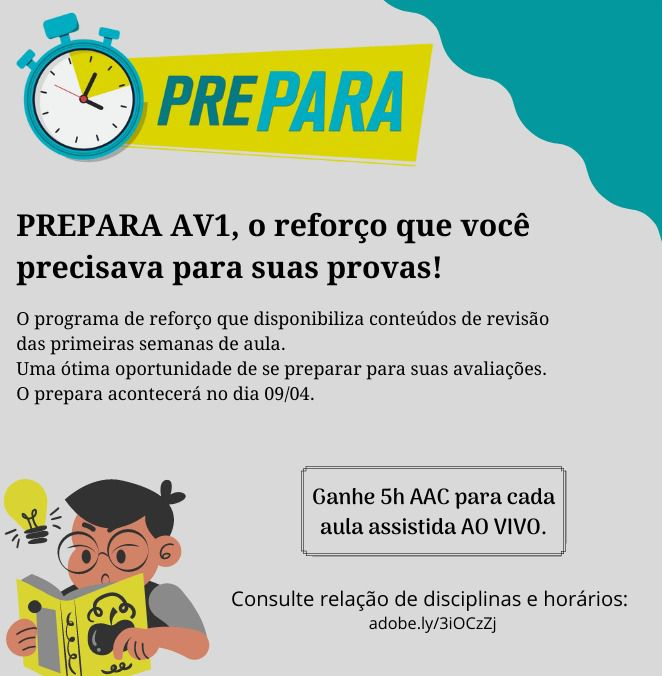 PREPARA
PREPARA AV1, o reforço que você
precisava para suas provas!
O programa de reforço que disponibiliza conteúdos de revisão
das primeiras semanas de aula.
Uma ótima oportunidade de se preparar para suas avaliações.
O prepara acontecerá no dia 09/04.
Ganhe 5h AAC para cada
aula assistida AO VIVO.
Consulte relação de disciplinas e horários:
adobe.ly/3iOCzZj